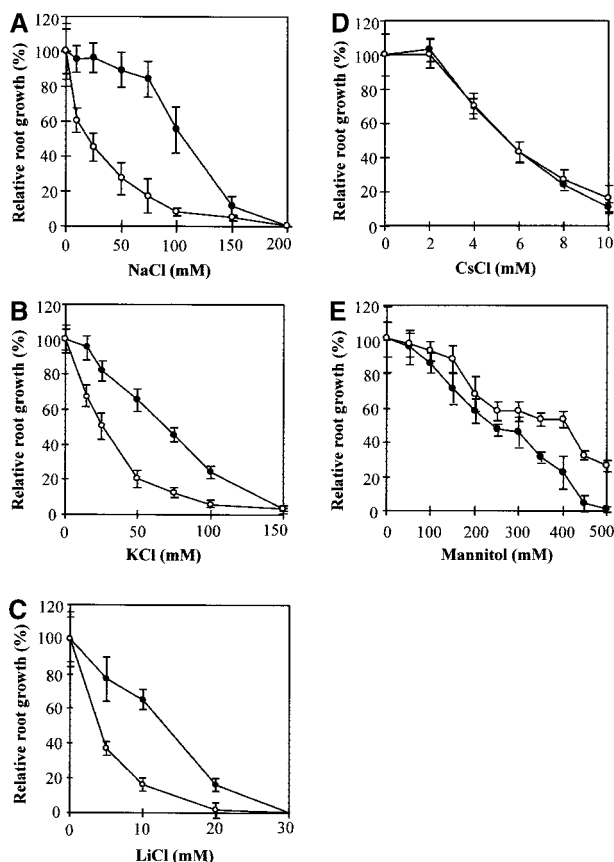 A
Relative root growth (%)
120
100
80
60
40
20
0
0 50 100 150 200
NaCl (mM)
B
Relative root growth (%)
120
100
80
60
40
20
0
0 50 100 150
KCl (mM)
C
Relative root growth (%)
120
100
80
60
40
20
0
0 10 20 30
LiCl (mM)
D
Relative root growth (%)
120
100
80
60
40
20
0
0 2 4 6 8 10
CsCl (mM)
E
Relative root growth (%)
120
100
80
60
40
20
0
0 100 200 300 400 500
Mannitol (mM)